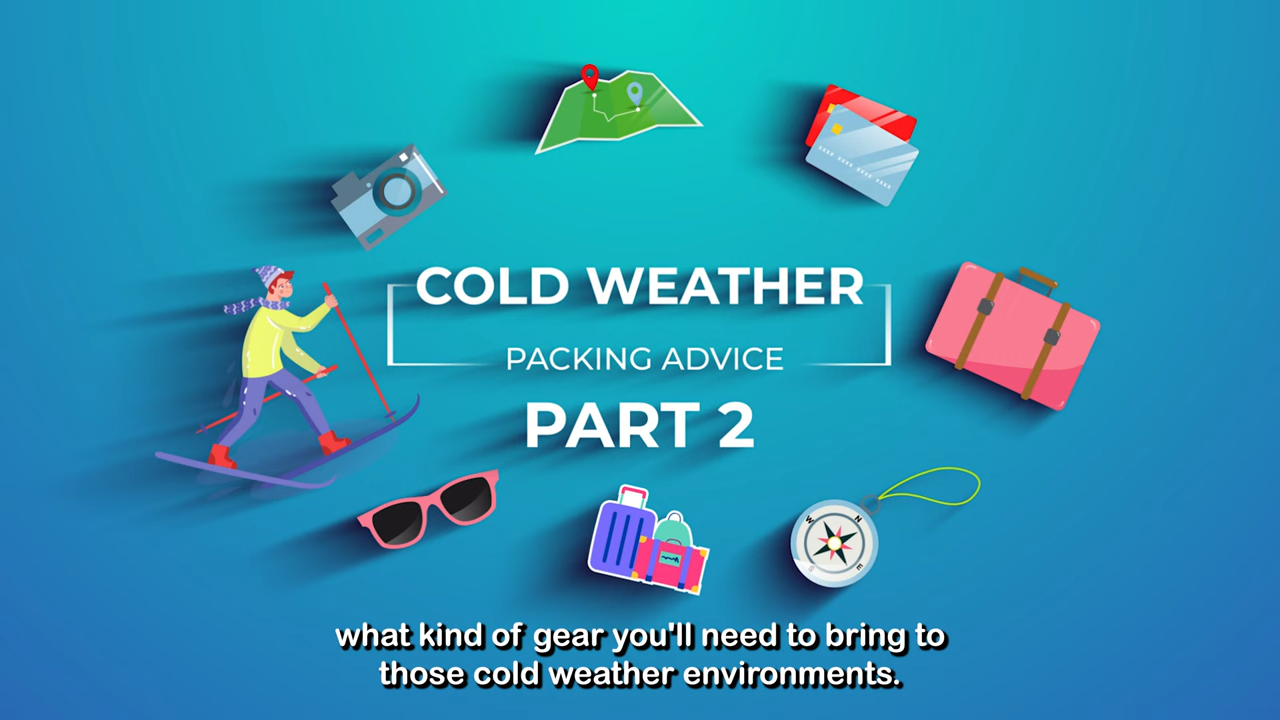 COLD WEATHER
PACKING ADVICE
PART 2
N
W
E
S
what kind of gear you'll need to bring to
those cold weather environments.